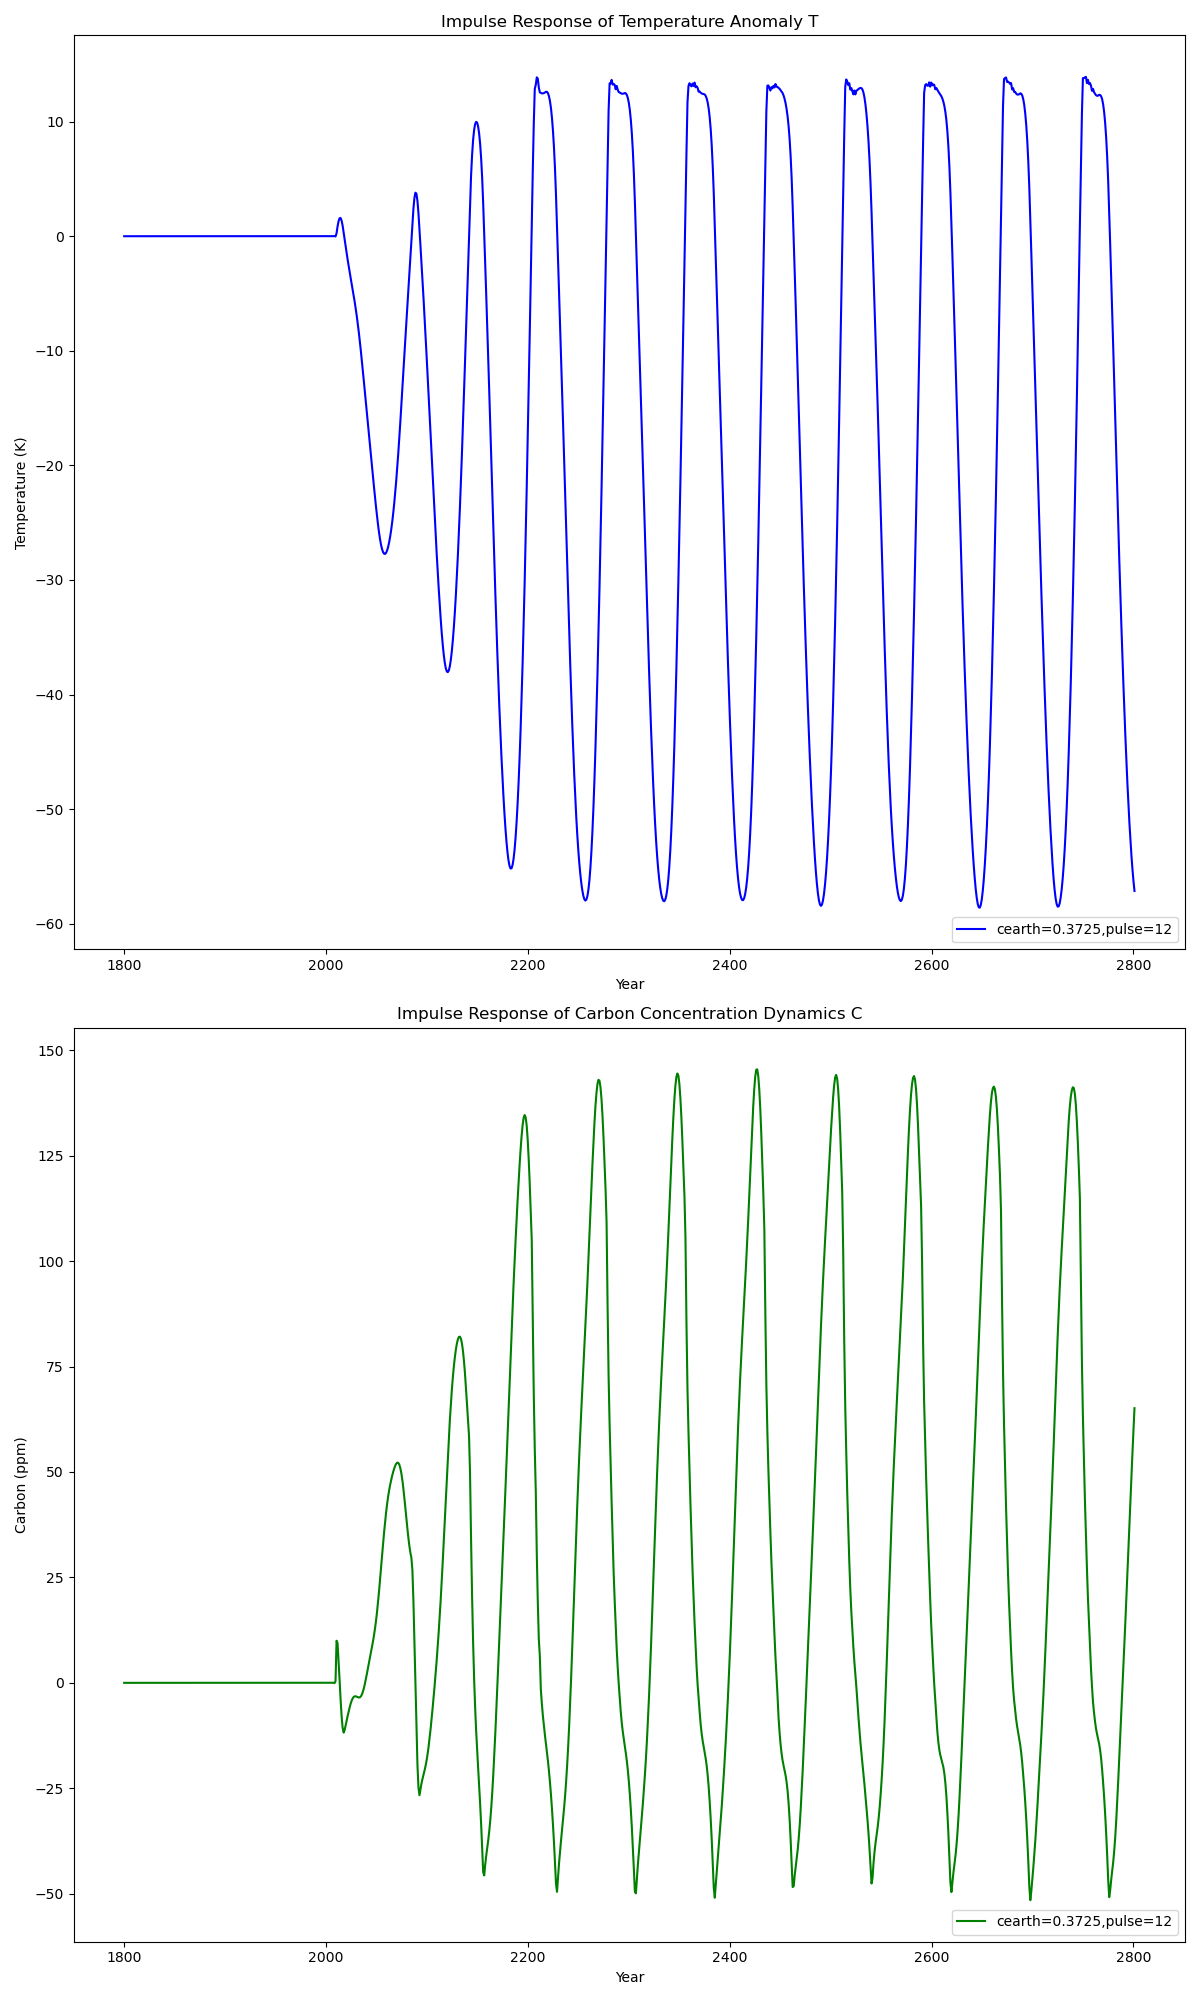 Impulse Response of Temperature Anomaly T
10
0
−10
−20
−30
−40
−50
−60
Temperature (K)
cearth=0.3725,pulse=12
1800 2000 2200 2400 2600 2800
Year
Impulse Response of Carbon Concentration Dynamics C
150
125
100
75
50
25
0
−25
−50
Carbon (ppm)
cearth=0.3725,pulse=12
1800 2000 2200 2400 2600 2800
Year